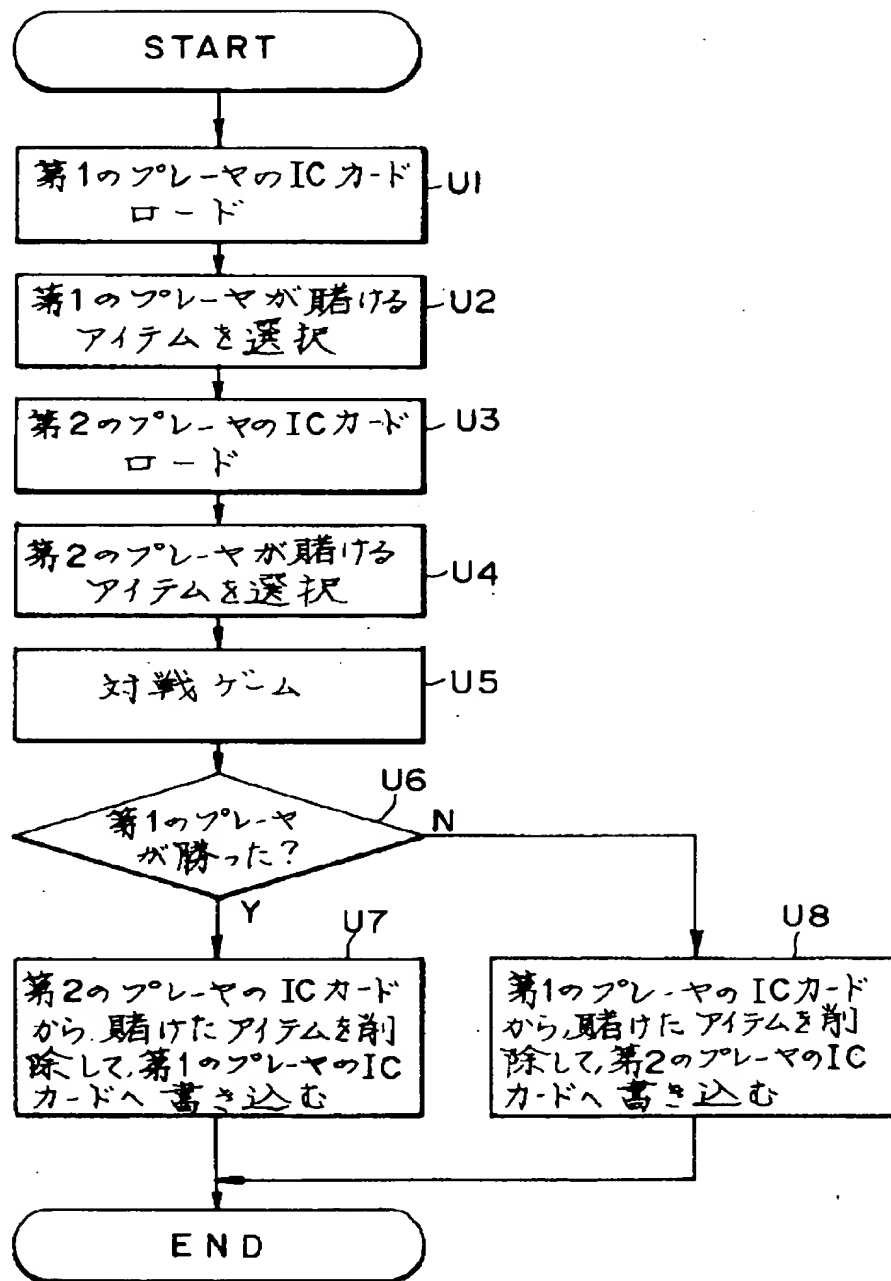 START
第1のプレーヤのICカード
ロード
U1
第1のプレーヤが賭ける
アイテムを選択
U2
第2のプレーヤのICカード
ロード
U3
第2のプレーヤが賭ける
アイテムを選択
U4
対戦ゲーム
U5
U6
第1のプレーヤ
が勝った?
N
Y
U7
第2のプレーヤのICカード
から、賭けたアイテムを削
除して、第1のプレーヤのIC
カードへ書き込む
U8
第1のプレーヤのICカード
から、賭けたアイテムを削
除して、第2のプレーヤのIC
カードへ書き込む
END